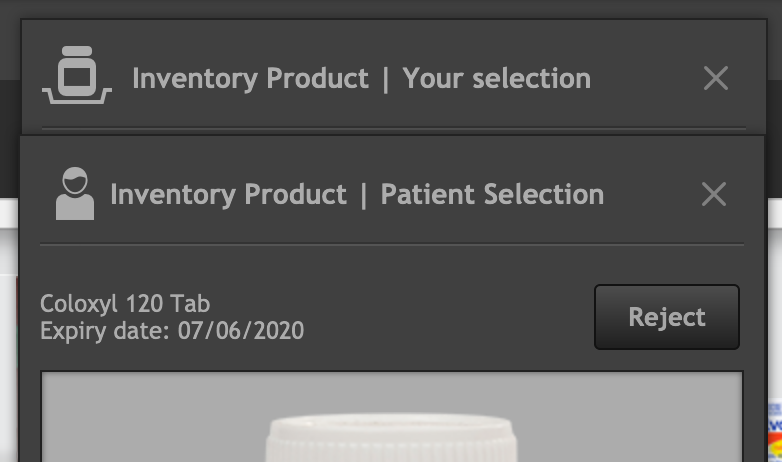 Inventory Product | Your selection
Inventory Product | Patient Selection
Coloxyl 120 Tab
Expiry date: 07/06/2020
Reject